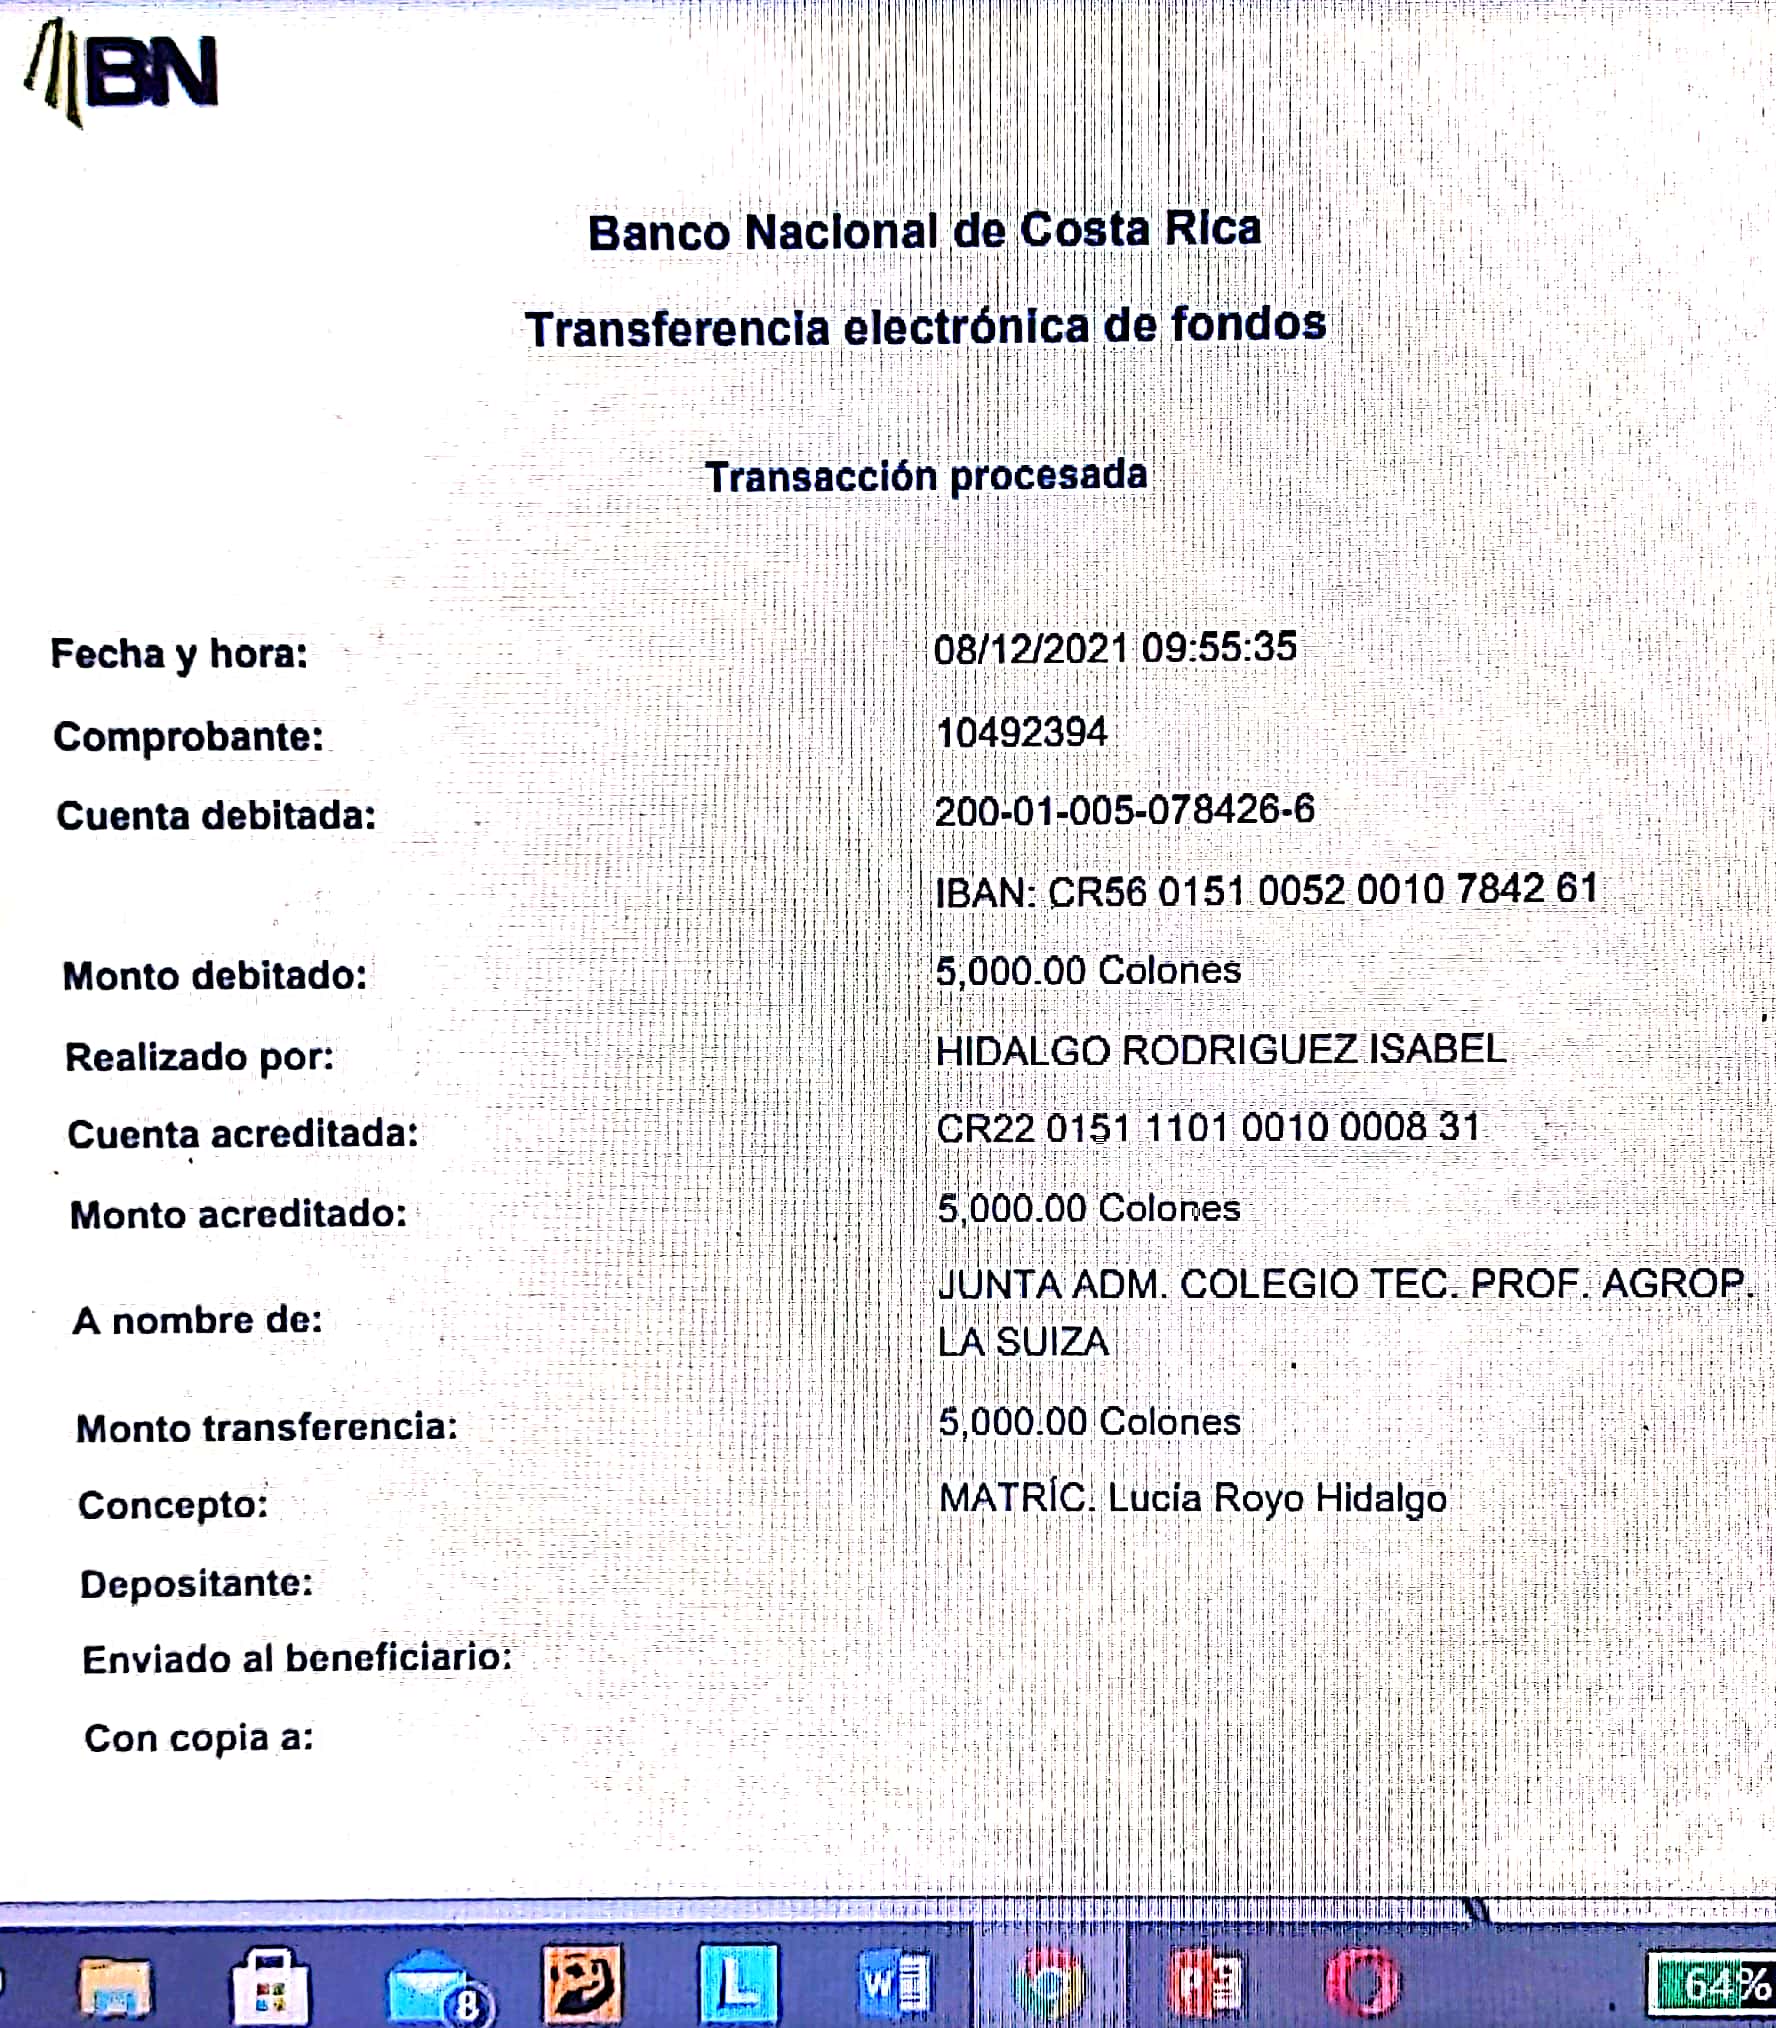 BN
Banco Nacional de Costa Rica
Transferencia electrónica de fondos
Transacción procesada
Fecha y hora: 08/12/2021 09:55:35
Comprobante: 10492394
Cuenta debitada: 200-01-005-078426-6
IBAN: CR56 0151 0052 0010 7842 61
Monto debitado: 5,000.00 Colones
Realizado por: HIDALGO RODRIGUEZ ISABEL
Cuenta acreditada: CR22 0151 1101 0010 0008 31
Monto acreditado: 5,000.00 Colones
A nombre de: JUNTA ADM. COLEGIO TEC. PROF. AGROP.
LA SUIZA
Monto transferencia: 5,000.00 Colones
Concepto: MATRÍC. Lucía Royo Hidalgo
Depositante:
Enviado al beneficiario:
Con copia a:
8 L W P 64%